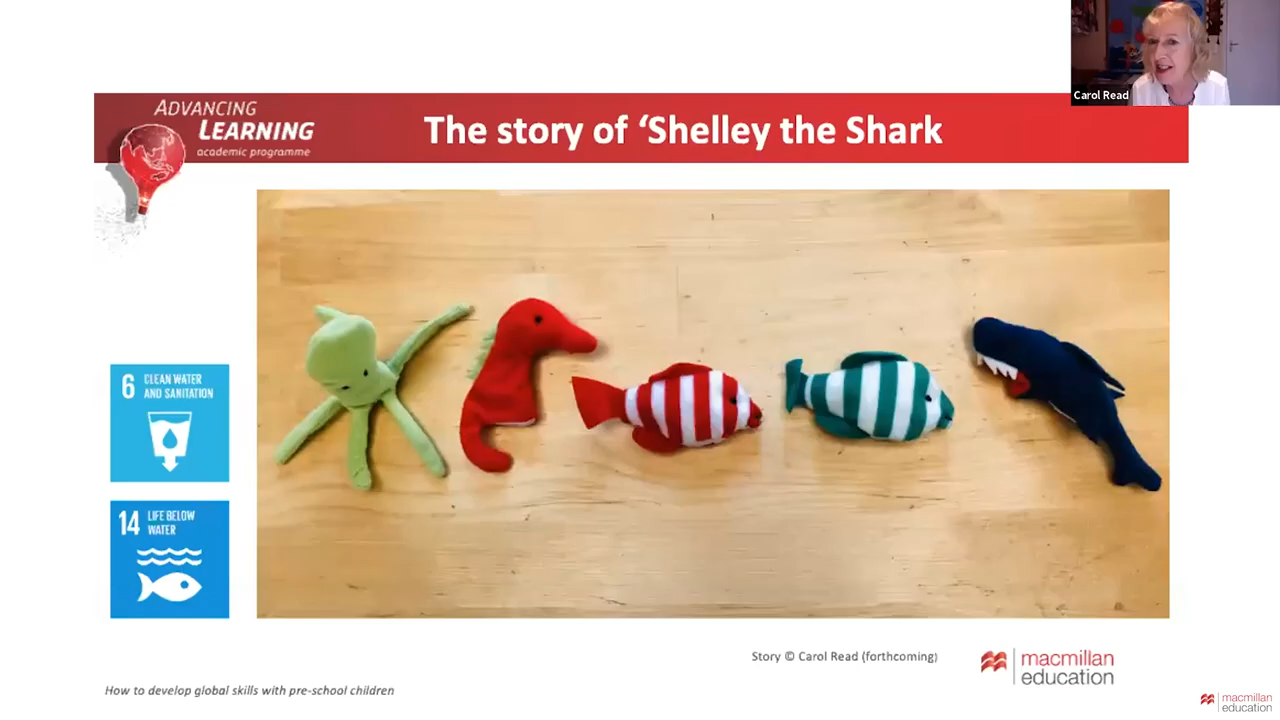 Carol Read
ADVANCING
LEARNING
academic programme
The story of ‘Shelley the Shark
6 CLEAN WATER
AND SANITATION
14 LIFE BELOW
WATER
Story © Carol Read (forthcoming)
macmillan
education
How to develop global skills with pre-school children
macmillan
education